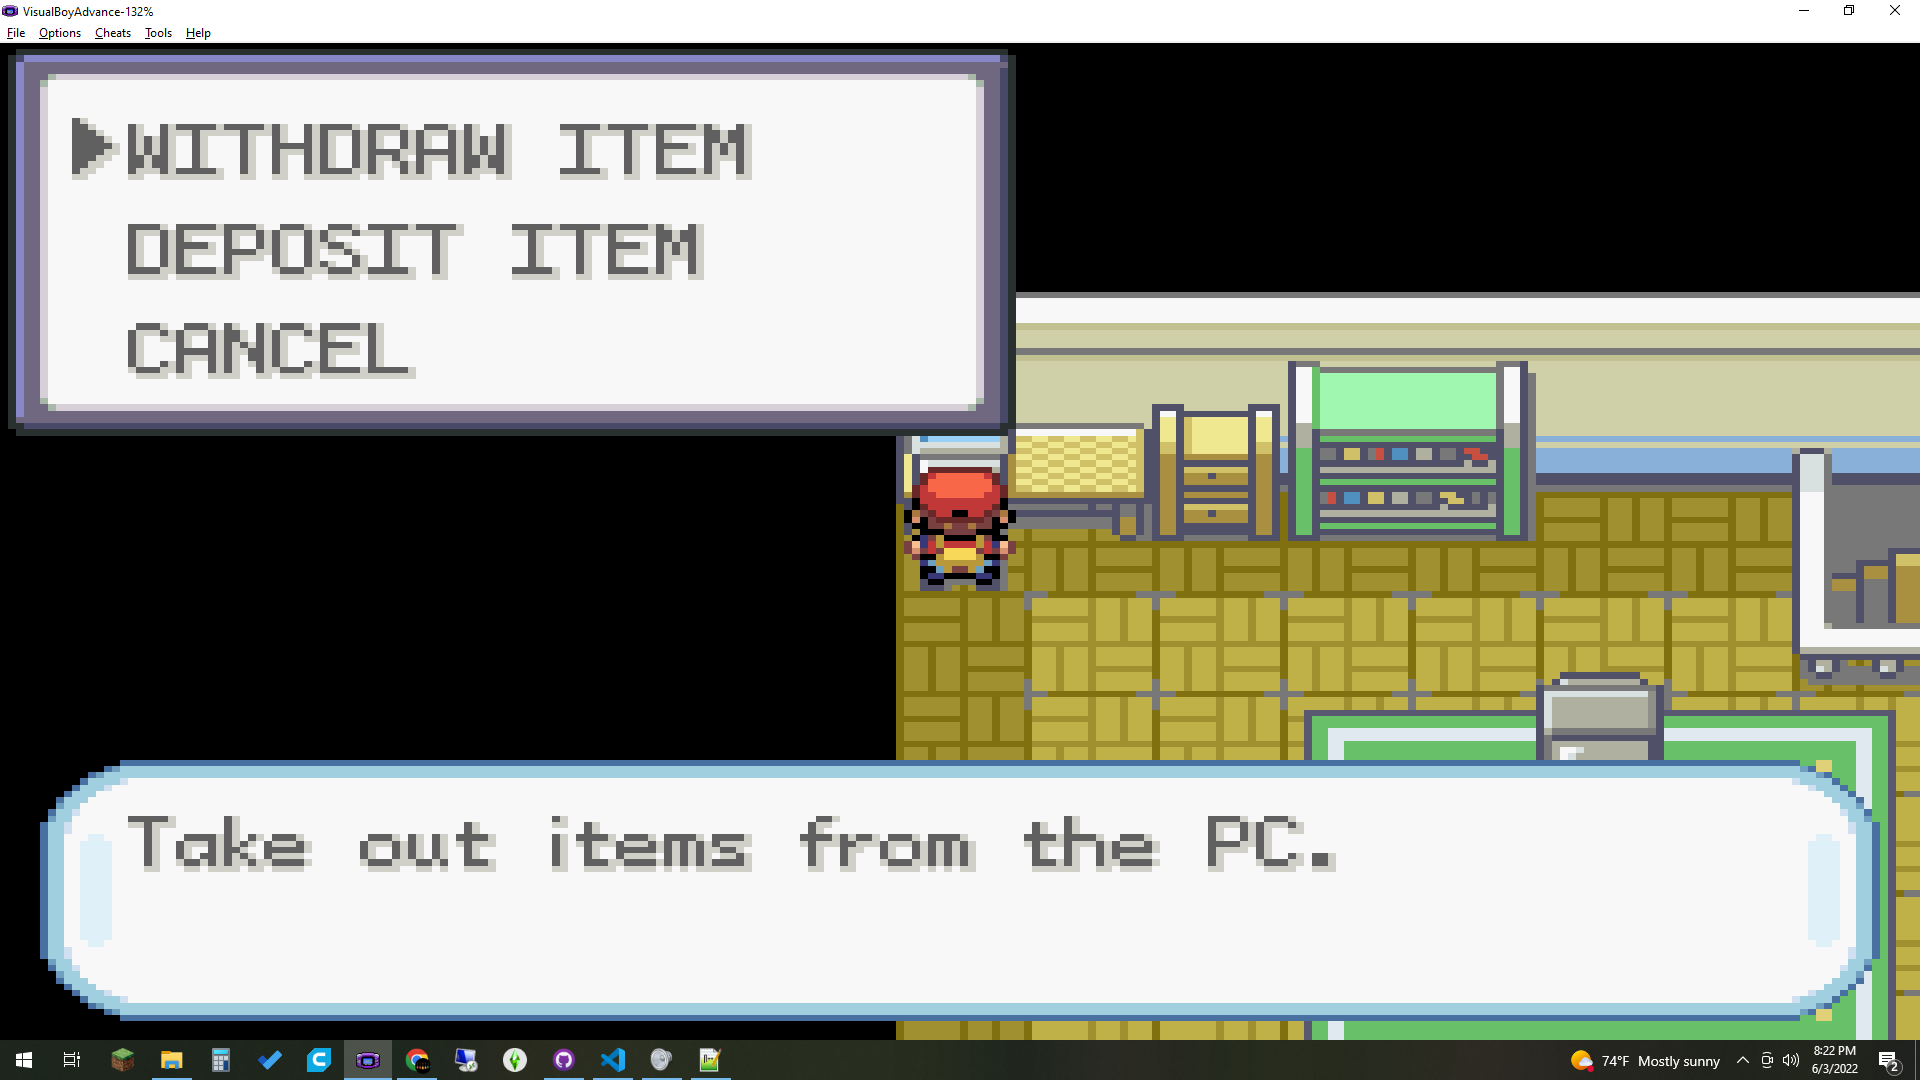 VisualBoyAdvance-132%
File Options Cheats Tools Help
WITHDRAW ITEM
DEPOSIT ITEM
CANCEL
Take out items from the PC.
74°F Mostly sunny
8:22 PM
6/3/2022
2